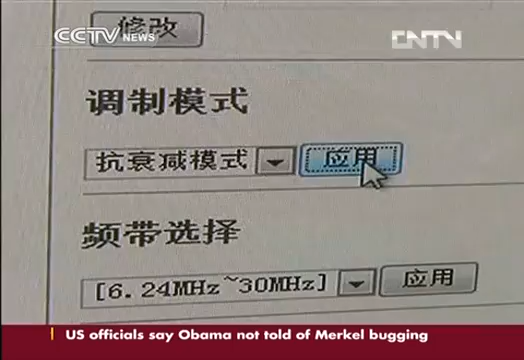 修改
CCTV NEWS
CNTV
调制模式
抗衰减模式
应用
频带选择
[6.24MHz~30MHz]
应用
US officials say Obama not told of Merkel bugging